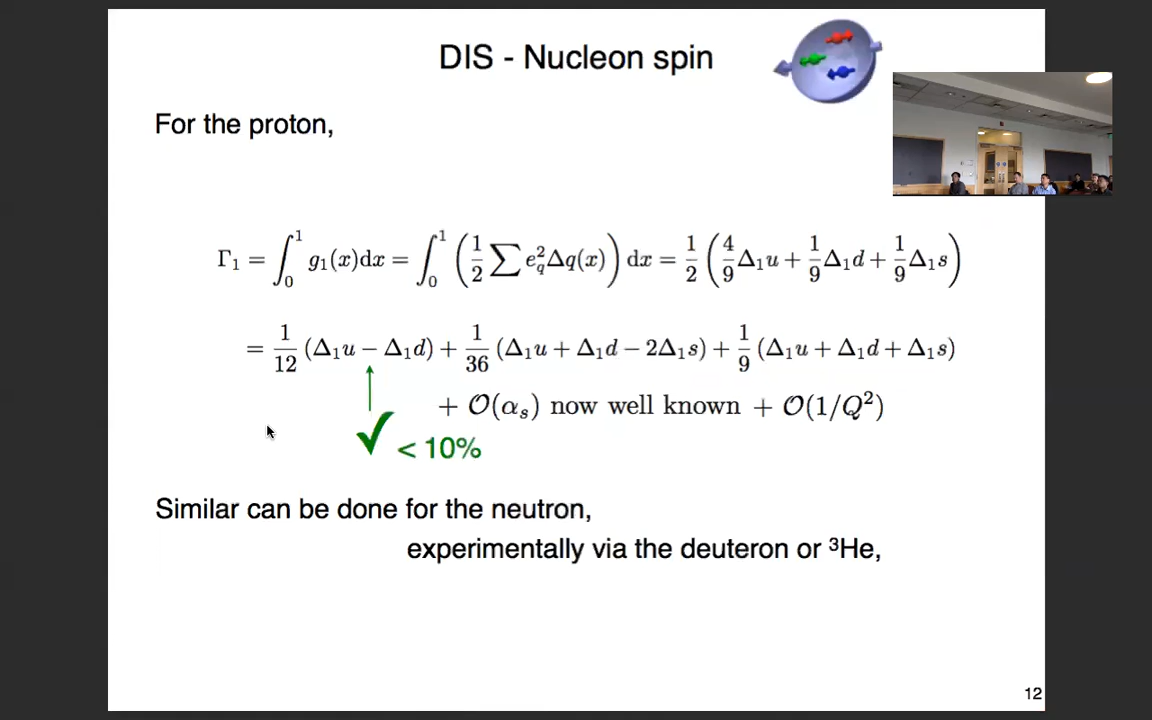 DIS - Nucleon spin
For the proton,
Γ₁ = ∫₀¹ g₁(x)dx = ∫₀¹ (1/2 ∑ e_q² Δq(x)) dx = 1/2 (4/9 Δ₁u + 1/9 Δ₁d + 1/9 Δ₁s)
= 1/12 (Δ₁u − Δ₁d) + 1/36 (Δ₁u + Δ₁d − 2Δ₁s) + 1/9 (Δ₁u + Δ₁d + Δ₁s)
+ O(αₛ) now well known + O(1/Q²)
✓ < 10%
Similar can be done for the neutron,
experimentally via the deuteron or ³He,
12